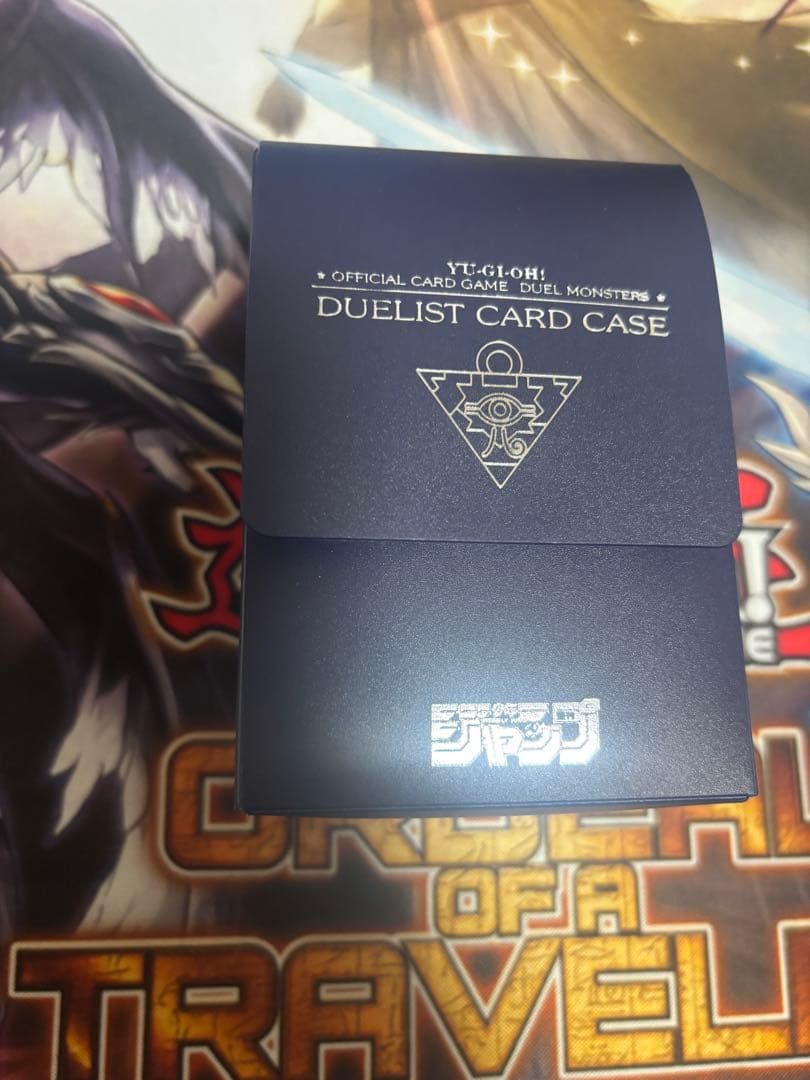 YU-GI-OH!
★ OFFICIAL CARD GAME DUEL MONSTERS ★
DUELIST CARD CASE
ジャンプ
ORDEAL
OF A
TRAVEL